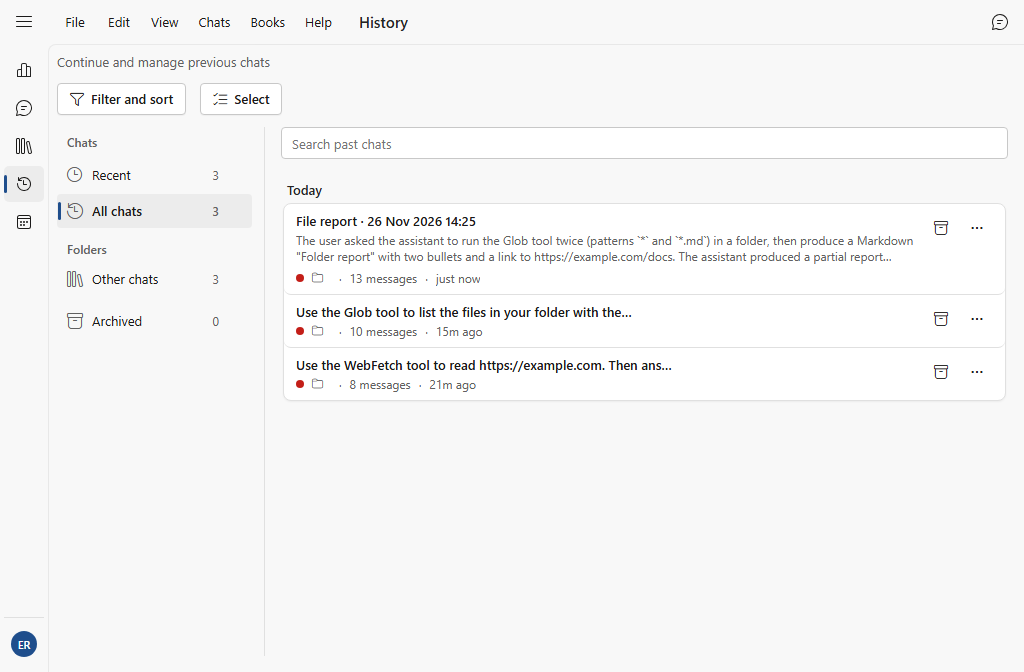 File Edit View Chats Books Help History
Continue and manage previous chats
Filter and sort Select
Chats
Recent 3
All chats 3
Folders
Other chats 3
Archived 0
Search past chats
Today
File report · 26 Nov 2026 14:25
The user asked the assistant to run the Glob tool twice (patterns `*` and `*.md`) in a folder, then produce a Markdown
"Folder report" with two bullets and a link to https://example.com/docs. The assistant produced a partial report...
· 13 messages · just now
Use the Glob tool to list the files in your folder with the...
· 10 messages · 15m ago
Use the WebFetch tool to read https://example.com. Then ans...
· 8 messages · 21m ago
ER